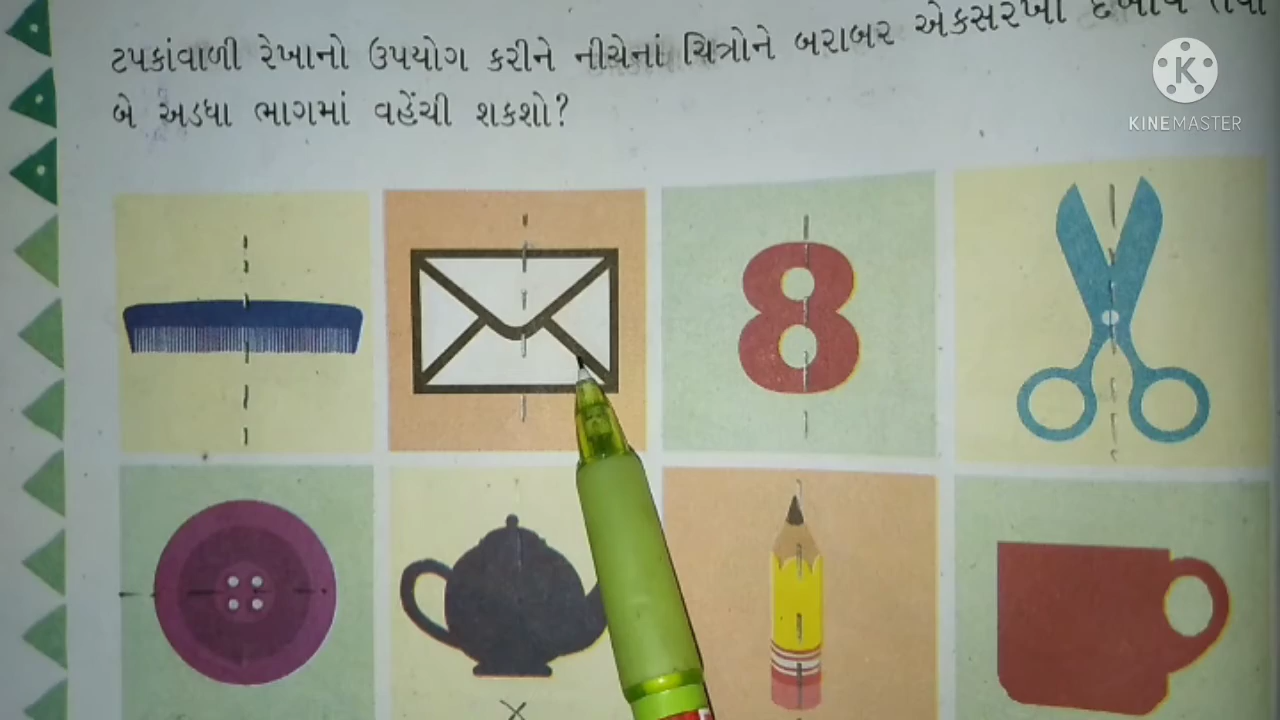 ટપકાંવાળી રેખાનો ઉપયોગ કરીને નીચેનાં ચિત્રોને બરાબર એકસરખા દેખાય તેવા
બે અડધા ભાગમાં વહેંચી શકશો?
K
KINEMASTER
8